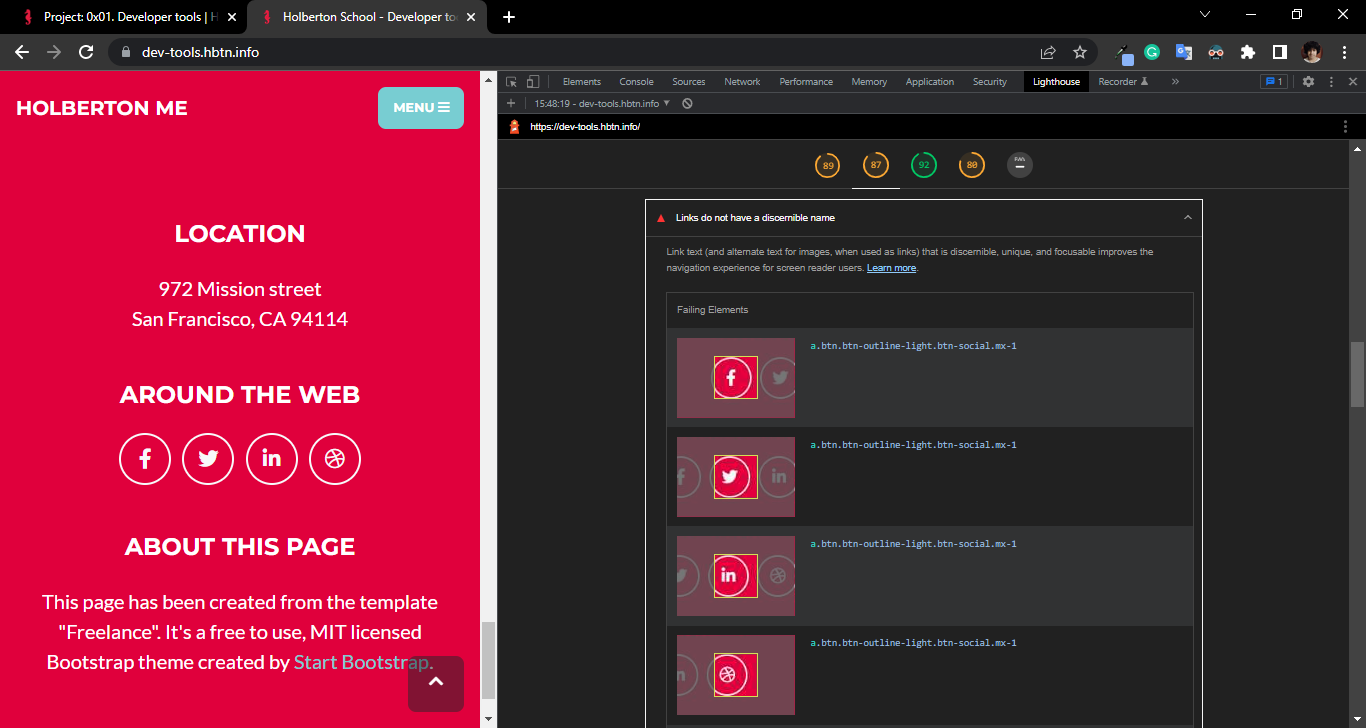 Project: 0x01. Developer tools | H
Holberton School - Developer to
dev-tools.hbtn.info
HOLBERTON ME
MENU
LOCATION
972 Mission street
San Francisco, CA 94114
AROUND THE WEB
ABOUT THIS PAGE
This page has been created from the template
"Freelance". It's a free to use, MIT licensed
Bootstrap theme created by Start Bootstrap.
Elements Console Sources Network Performance Memory Application Security Lighthouse Recorder » 1
15:48:19 - dev-tools.hbtn.info
https://dev-tools.hbtn.info/
89 87 92 80 PWA
Links do not have a discernible name
Link text (and alternate text for images, when used as links) that is discernible, unique, and focusable improves the
navigation experience for screen reader users. Learn more.
Failing Elements
a.btn.btn-outline-light.btn-social.mx-1
a.btn.btn-outline-light.btn-social.mx-1
a.btn.btn-outline-light.btn-social.mx-1
a.btn.btn-outline-light.btn-social.mx-1